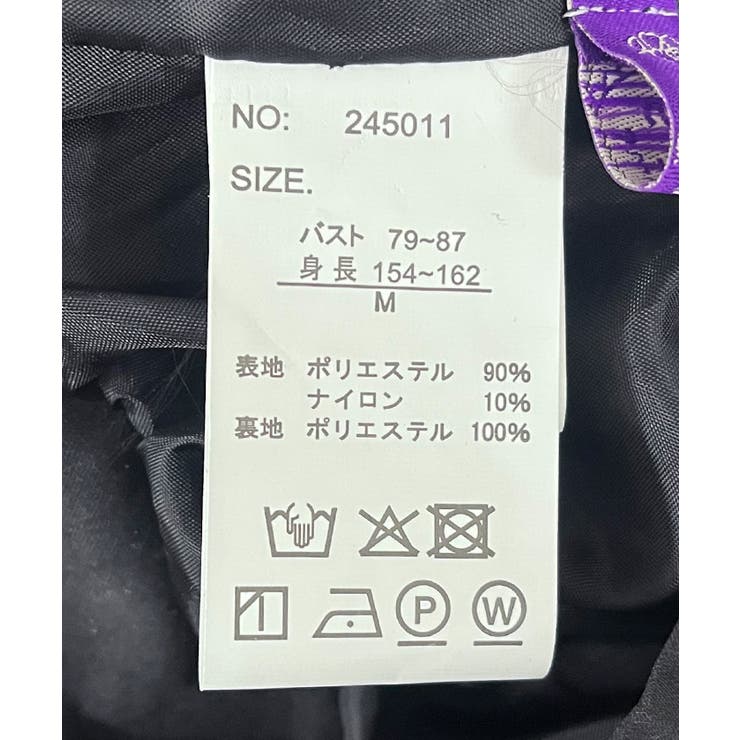 NO: 245011
SIZE.
バスト 79~87
身長 154~162
M
表地 ポリエステル 90%
ナイロン 10%
裏地 ポリエステル 100%
P W